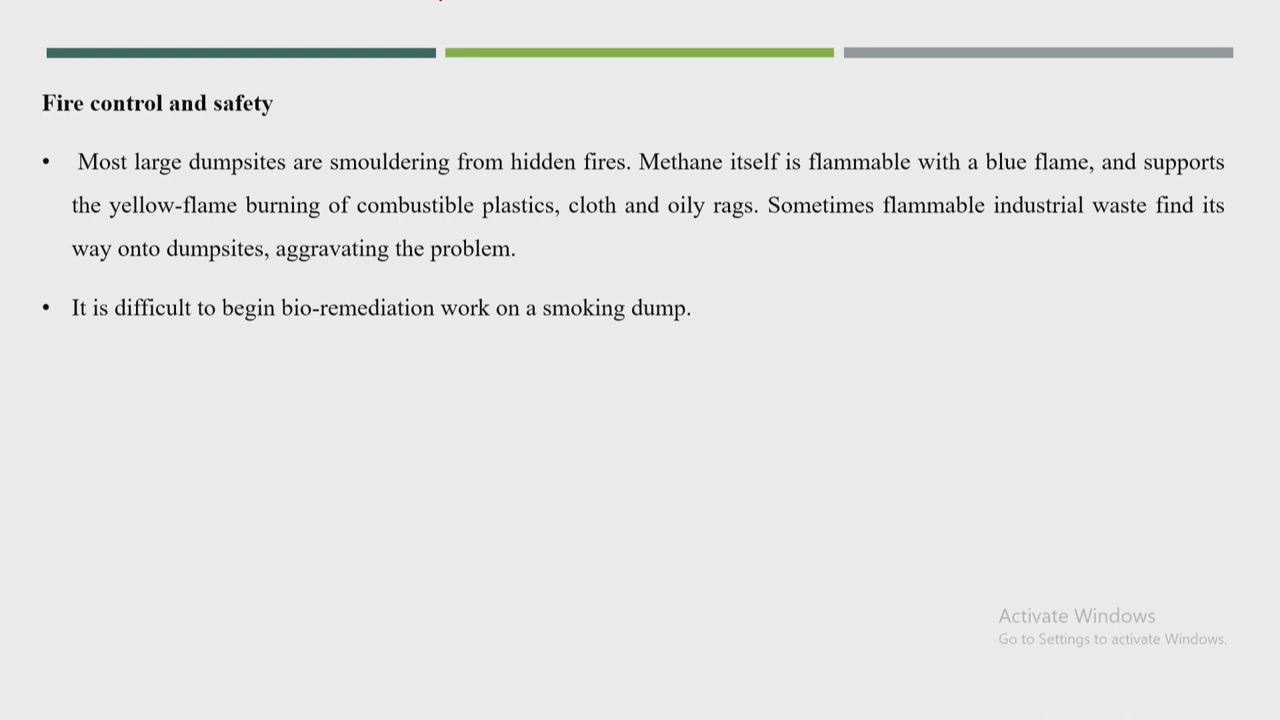 Fire control and safety
• Most large dumpsites are smouldering from hidden fires. Methane itself is flammable with a blue flame, and supports
the yellow-flame burning of combustible plastics, cloth and oily rags. Sometimes flammable industrial waste find its
way onto dumpsites, aggravating the problem.
• It is difficult to begin bio-remediation work on a smoking dump.
Activate Windows
Go to Settings to activate Windows.